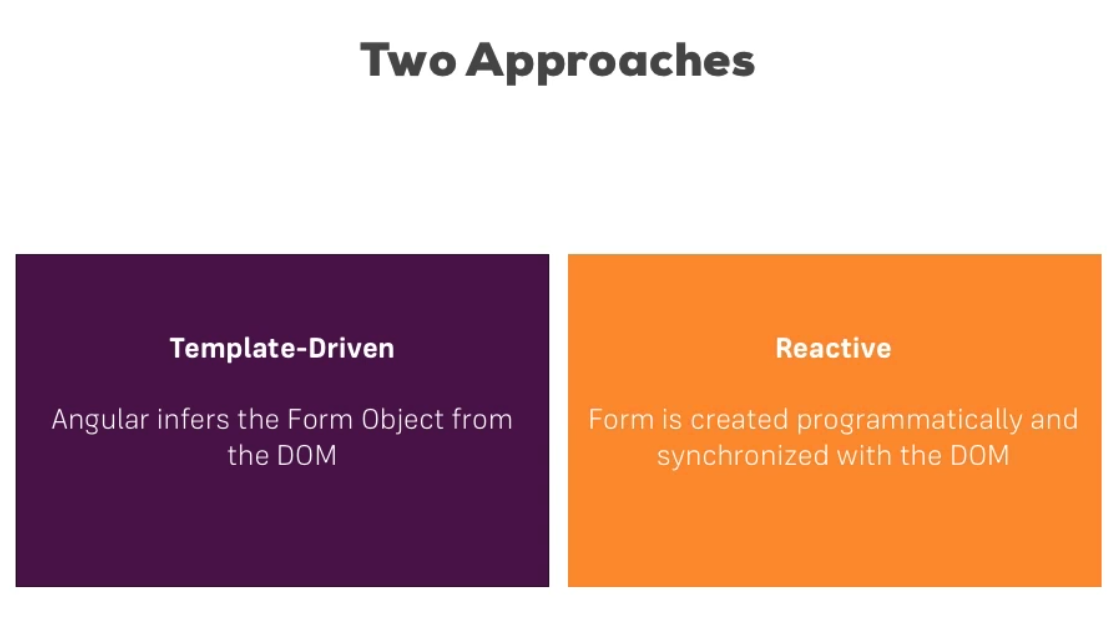 Two Approaches
Template-Driven
Angular infers the Form Object from
the DOM
Reactive
Form is created programmatically and
synchronized with the DOM